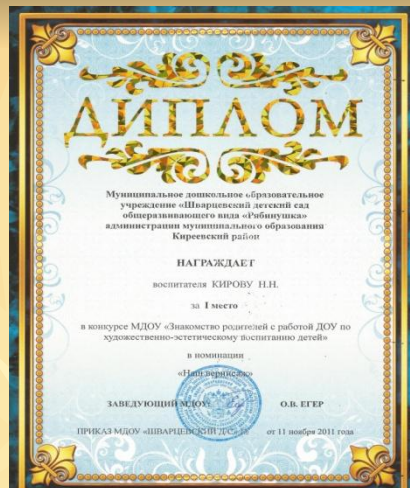 ДИПЛОМ
Муниципальное дошкольное образовательное
учреждение «Шварцевский детский сад
общеразвивающего вида «Рябинушка»
администрации муниципального образования
Киреевский район
НАГРАЖДАЕТ
воспитателя КИРОВУ Н.Н.
за I место
в конкурсе МДОУ «Знакомство родителей с работой ДОУ по
художественно-эстетическому воспитанию детей»
в номинации
«Наш вернисаж»
ЗАВЕДУЮЩИЙ МДОУ О.В. ЕГЕР
ПРИКАЗ МДОУ «ШВАРЦЕВСКИЙ от 11 ноября 2011 года